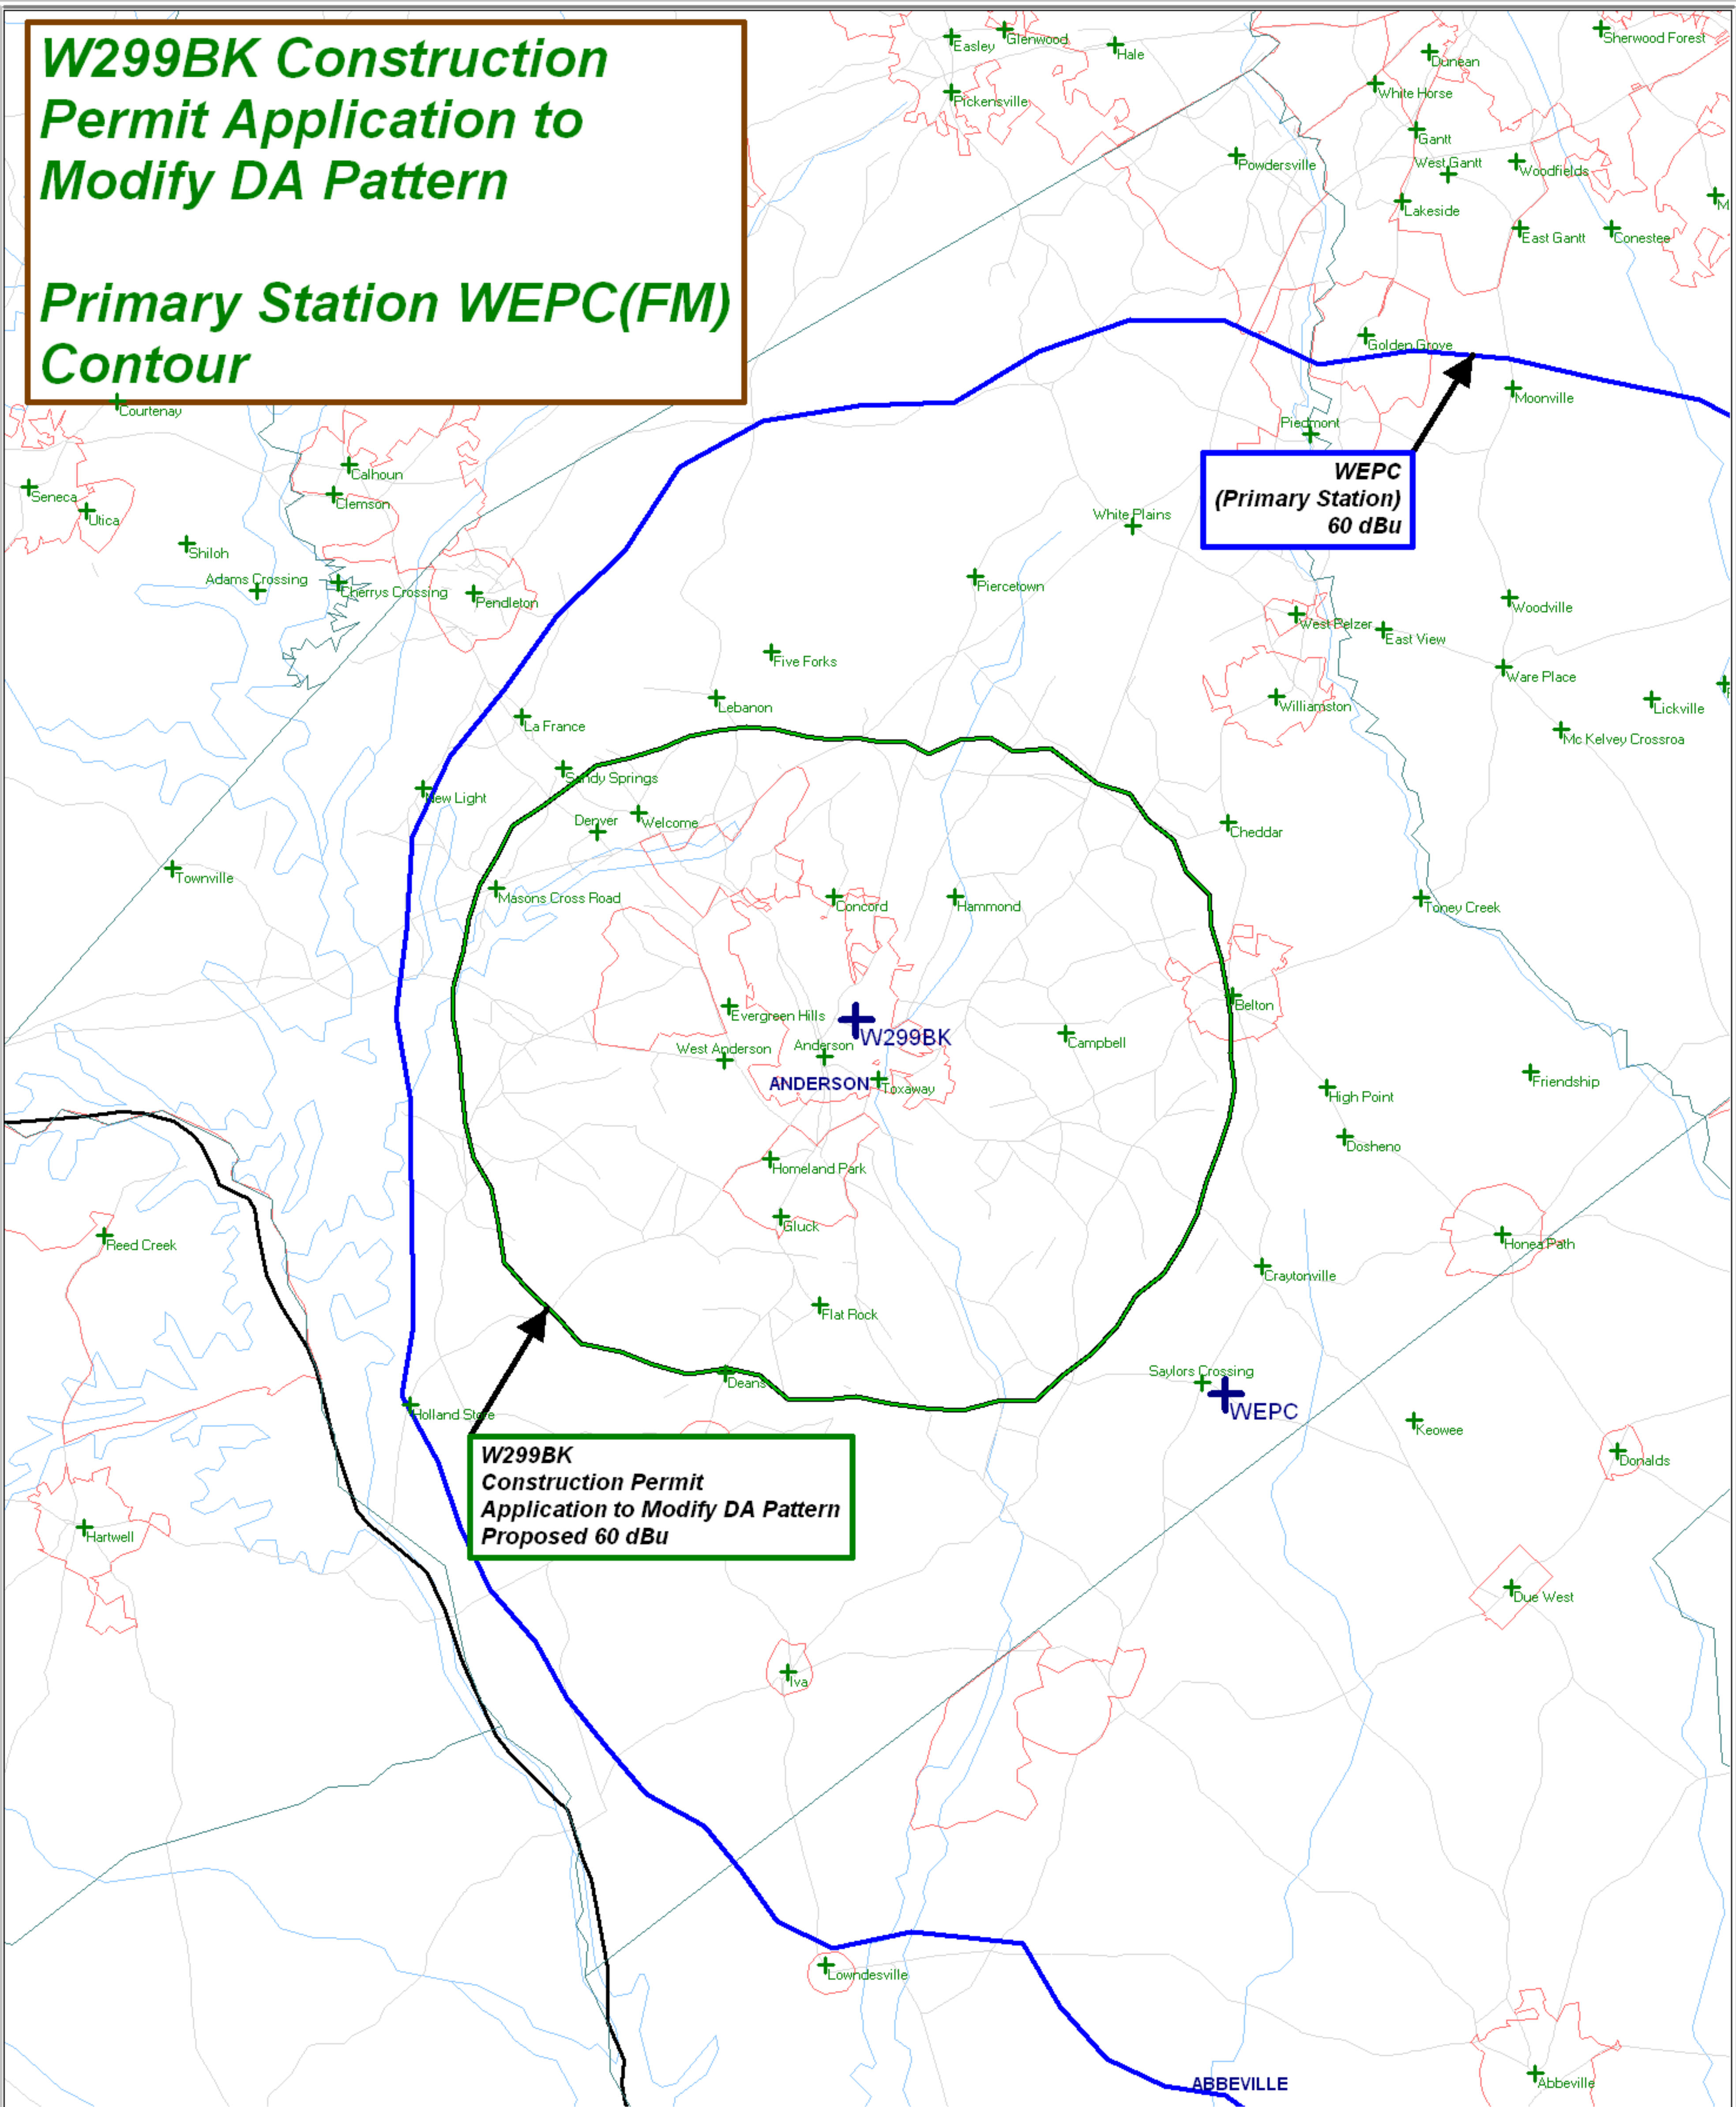 W299BK Construction
Permit Application to
Modify DA Pattern
Primary Station WEPC(FM)
Contour
Easley
Glenwood
Hale
Sherwood Forest
Dunean
Pickensville
White Horse
Gantt
Powdersville
West Gantt
Woodfields
Lakeside
M
East Gantt
Conestee
Golden Grove
Courtenay
Moonville
Piedmont
WEPC
(Primary Station)
60 dBu
Calhoun
Seneca
Clemson
Utica
White Plains
Shiloh
Adams Crossing
Cherrys Crossing
Pendleton
Piercetown
Woodville
West Pelzer
East View
Five Forks
Ware Place
Lebanon
Williamston
Lickville
La France
Mc Kelvey Crossroa
Sandy Springs
New Light
Denver
Welcome
Cheddar
Townville
Masons Cross Road
Concord
Hammond
Toney Creek
Belton
Evergreen Hills
W299BK
Campbell
West Anderson
Anderson
ANDERSON
Toxaway
Friendship
High Point
Dosheno
Homeland Park
Gluck
Reed Creek
Honea Path
Craytonville
Flat Rock
Saylors Crossing
Deans
WEPC
Holland Store
Keowee
Donalds
W299BK
Construction Permit
Application to Modify DA Pattern
Proposed 60 dBu
Hartwell
Due West
Iva
Lowndesville
ABBEVILLE
Abbeville